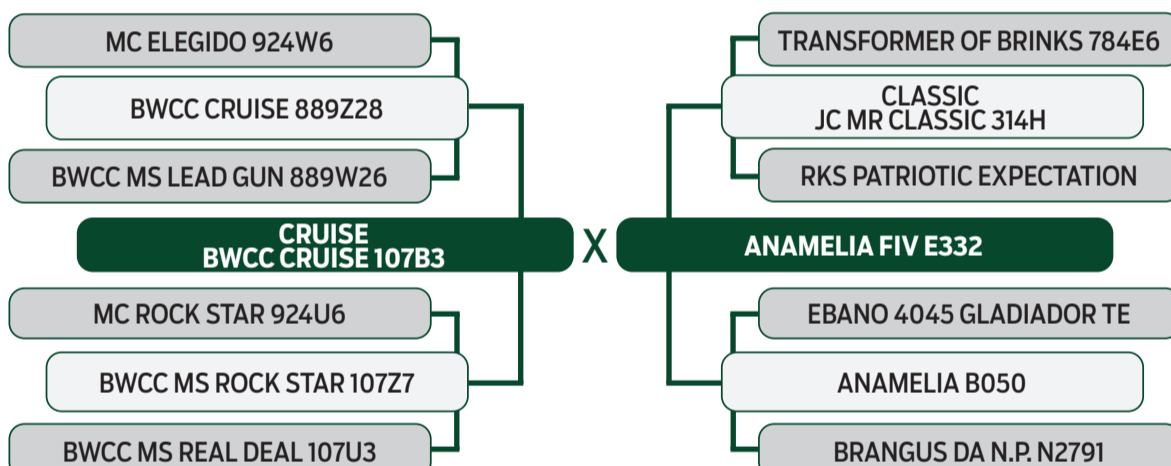 MC ELEGIDO 924W6
BWCC CRUISE 889Z28
BWCC MS LEAD GUN 889W26
CRUISE
BWCC CRUISE 107B3
MC ROCK STAR 924U6
BWCC MS ROCK STAR 107Z7
BWCC MS REAL DEAL 107U3
X
TRANSFORMER OF BRINKS 784E6
CLASSIC
JC MR CLASSIC 314H
RKS PATRIOTIC EXPECTATION
ANAMELIA FIV E332
EBANO 4045 GLADIADOR TE
ANAMELIA B050
BRANGUS DA N.P. N2791